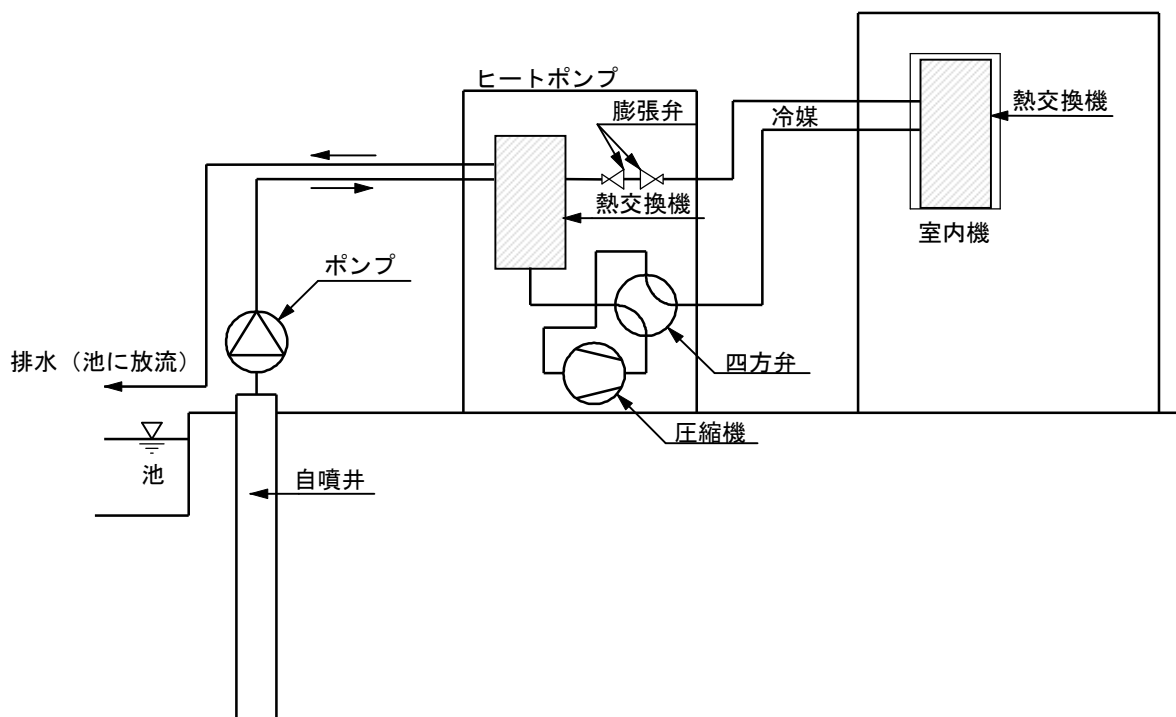 ヒートポンプ
膨張弁
冷媒
熱交換機
熱交換機
室内機
ポンプ
排水（池に放流）
四方弁
圧縮機
池
自噴井